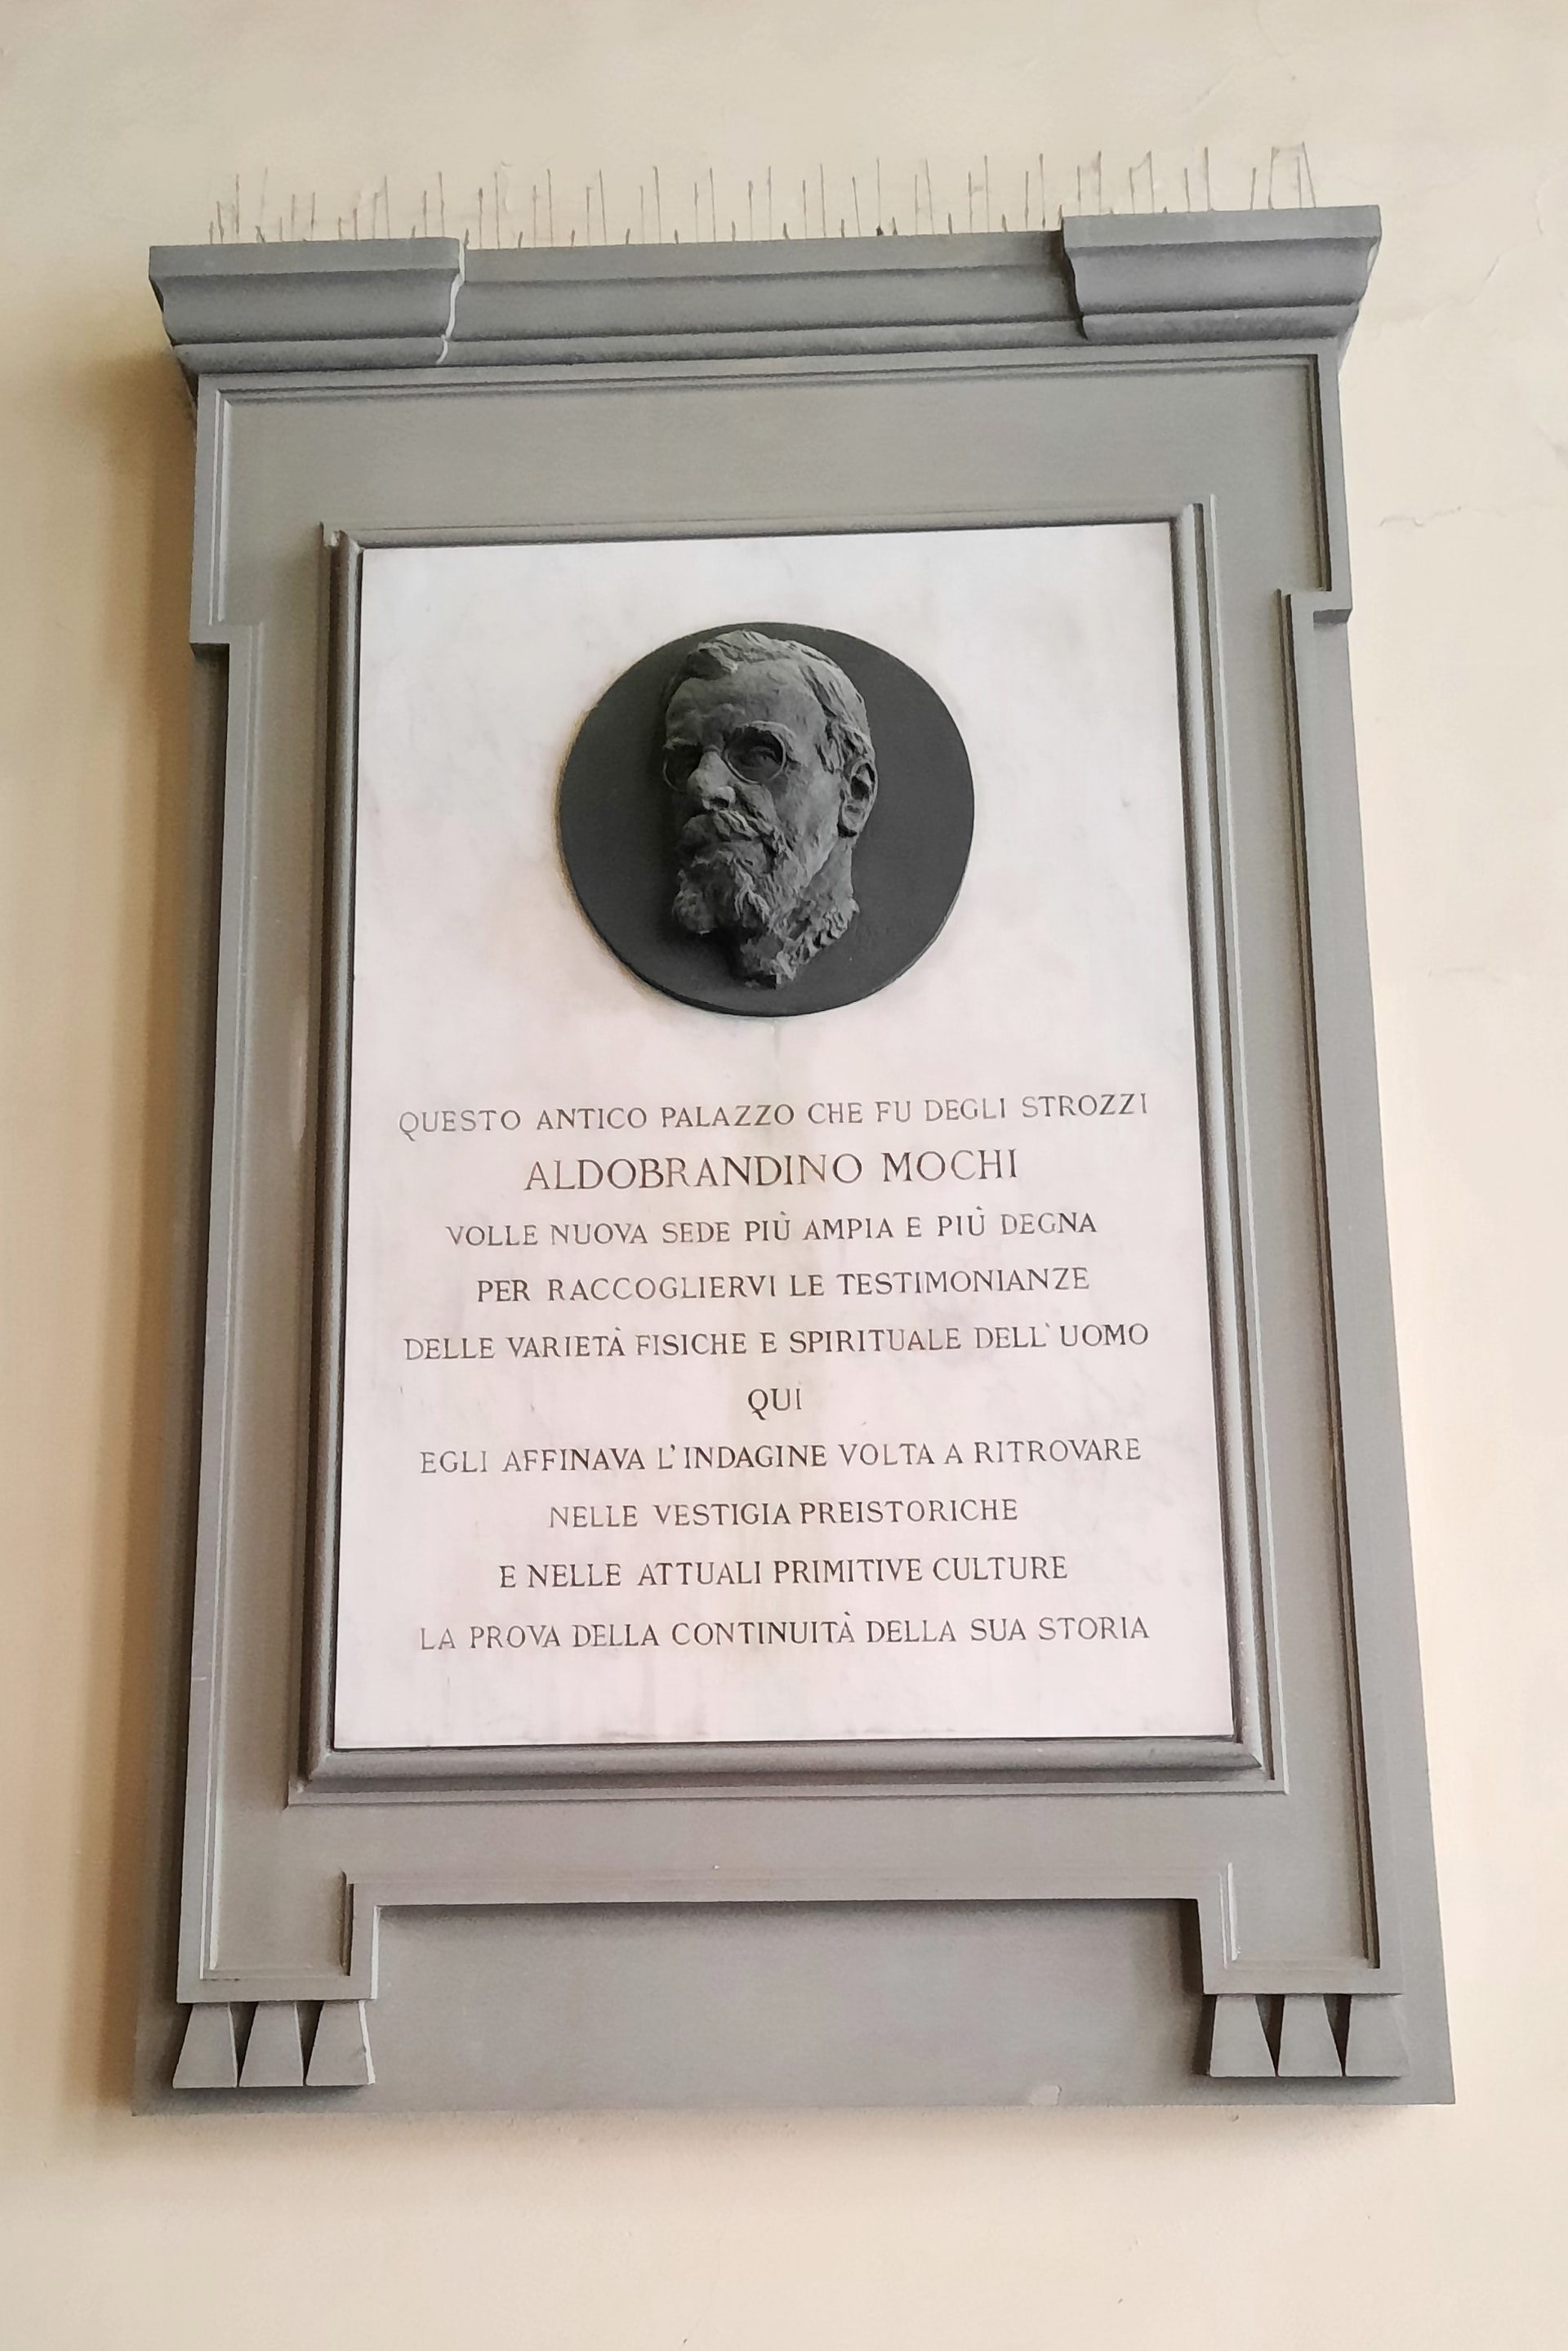 QUESTO ANTICO PALAZZO CHE FU DEGLI STROZZI
ALDOBRANDINO MOCHI
VOLLE NUOVA SEDE PIÙ AMPIA E PIÙ DEGNA
PER RACCOGLIERVI LE TESTIMONIANZE
DELLE VARIETÀ FISICHE E SPIRITUALE DELL'UOMO
QUI
EGLI AFFINAVA L'INDAGINE VOLTA A RITROVARE
NELLE VESTIGIA PREISTORICHE
E NELLE ATTUALI PRIMITIVE CULTURE
LA PROVA DELLA CONTINUITÀ DELLA SUA STORIA